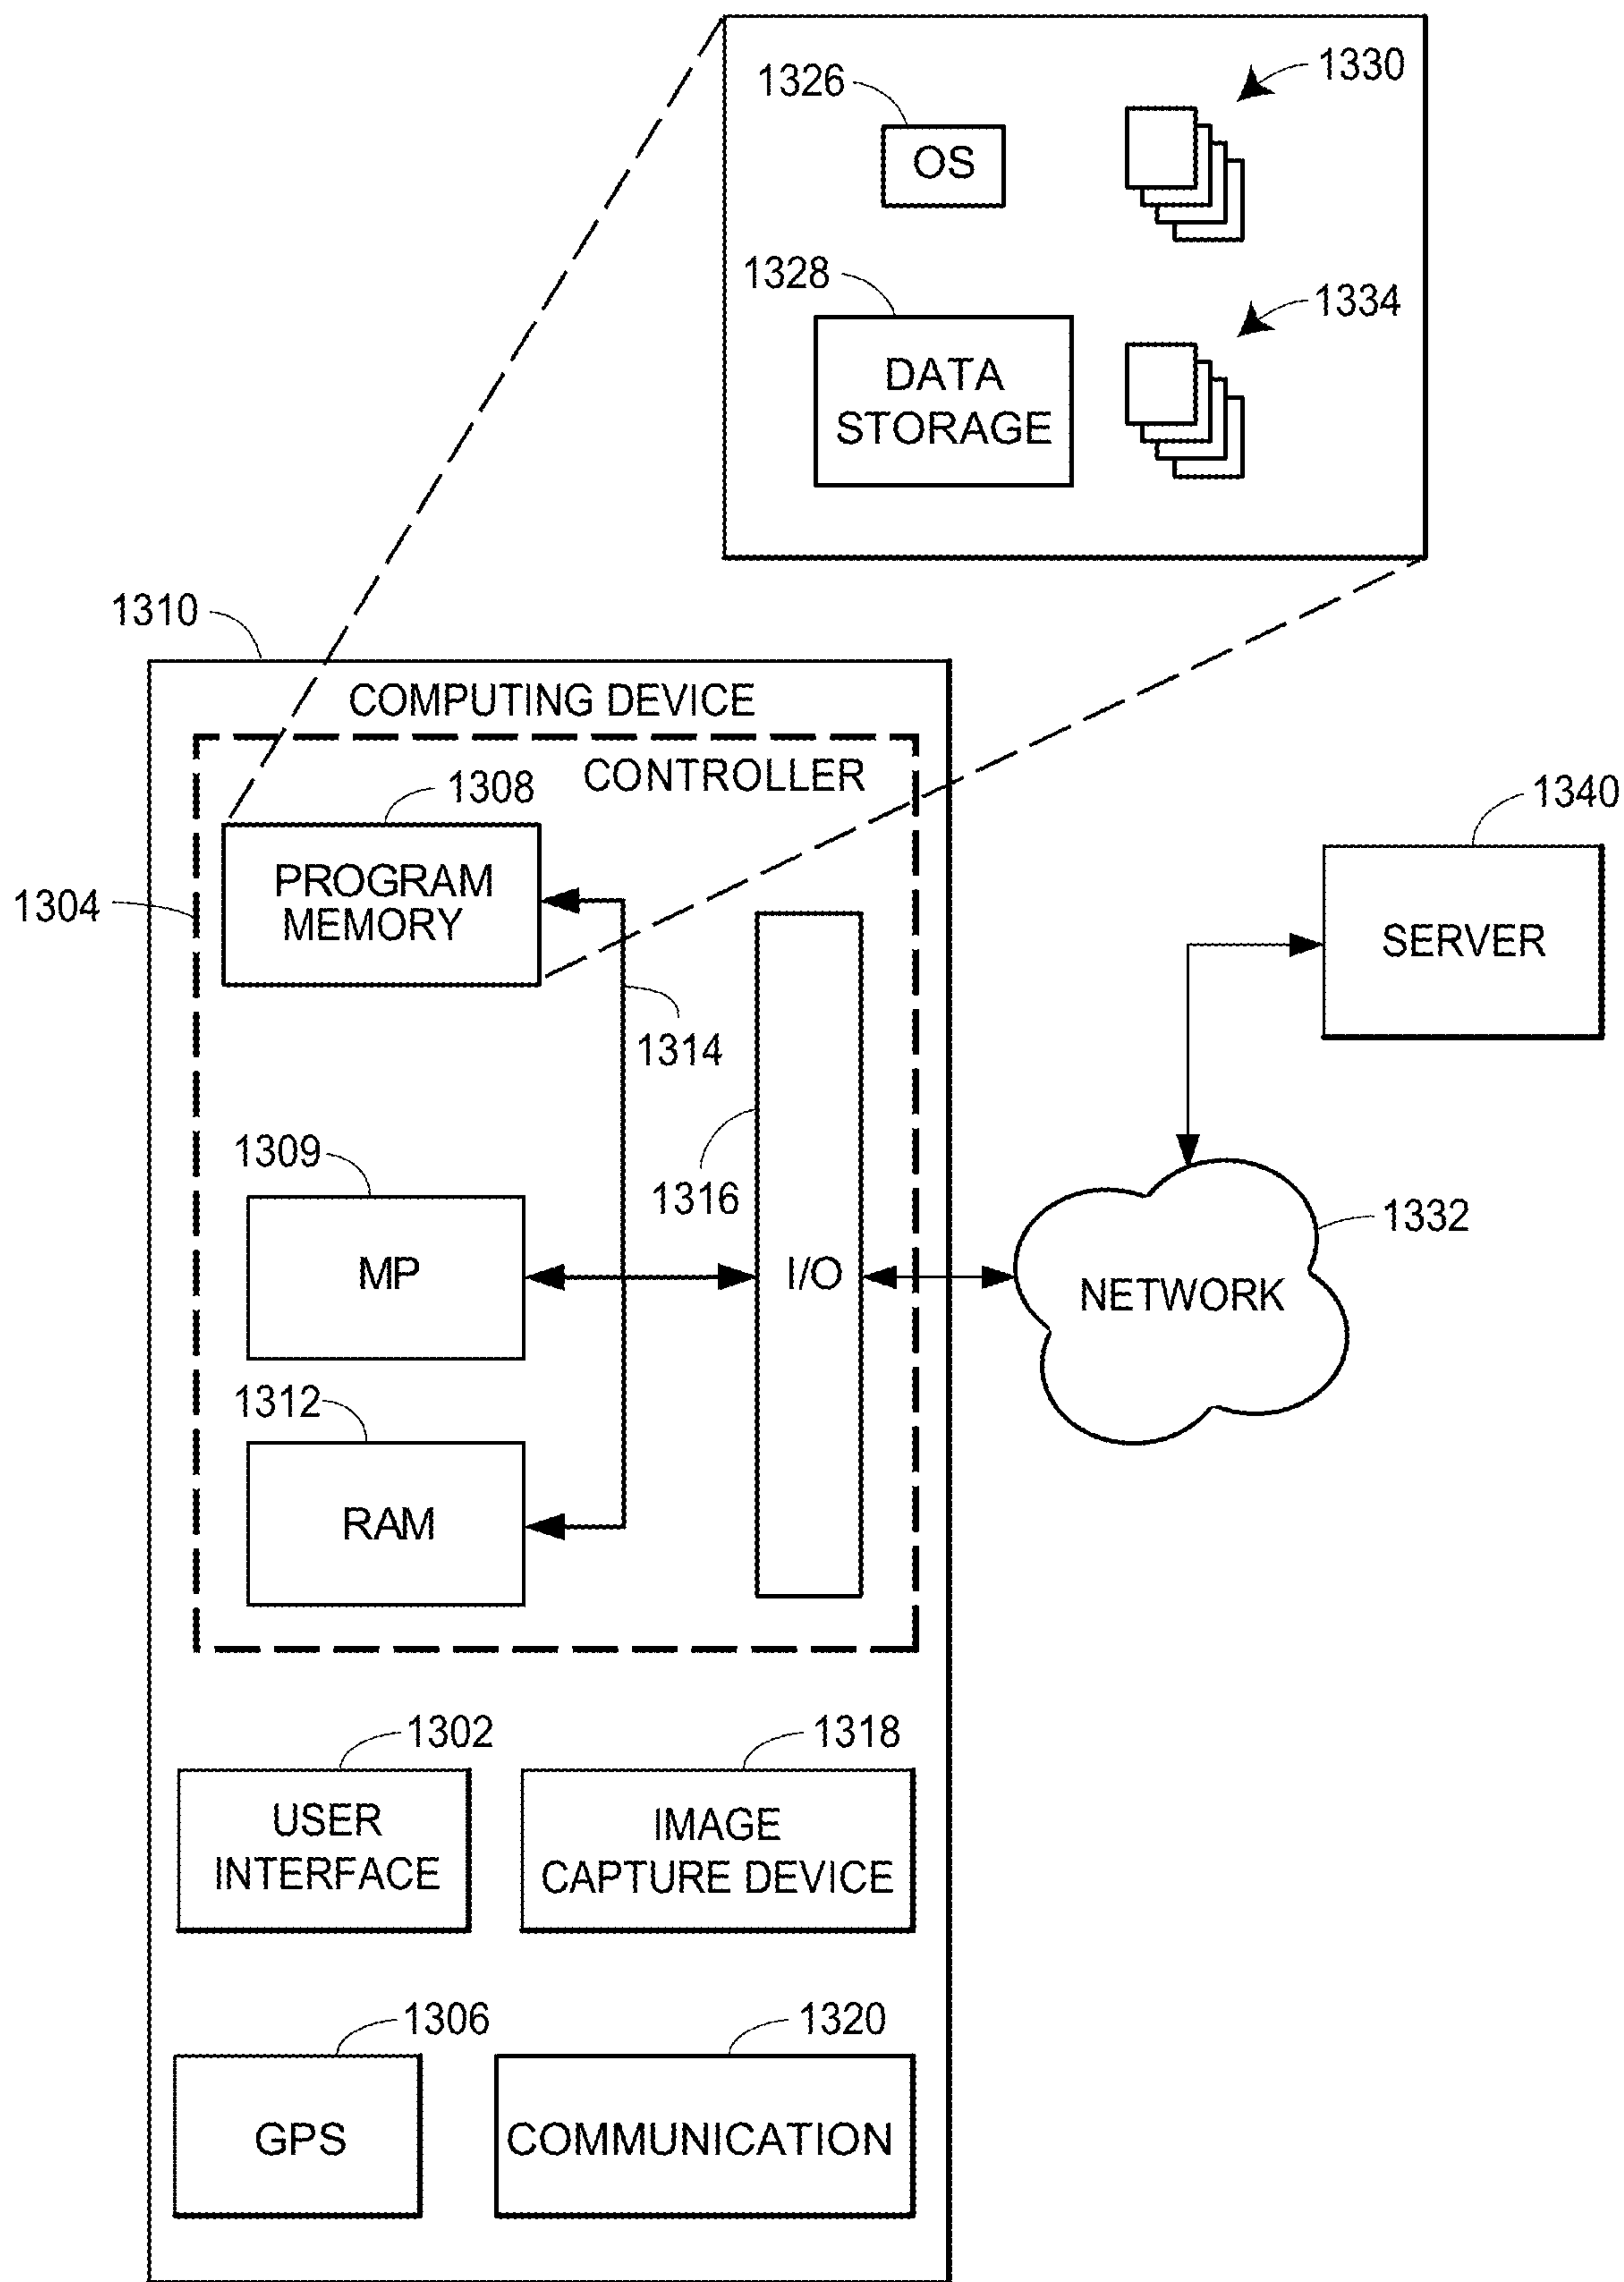 1326
1330
OS
1328
1334
DATA
STORAGE
1310
COMPUTING DEVICE
CONTROLLER
1308
1340
PROGRAM
MEMORY
1304
SERVER
1314
1309
1316
1332
MP
I/O
NETWORK
1312
RAM
1302
1318
USER
INTERFACE
IMAGE
CAPTURE DEVICE
1306
1320
GPS
COMMUNICATION